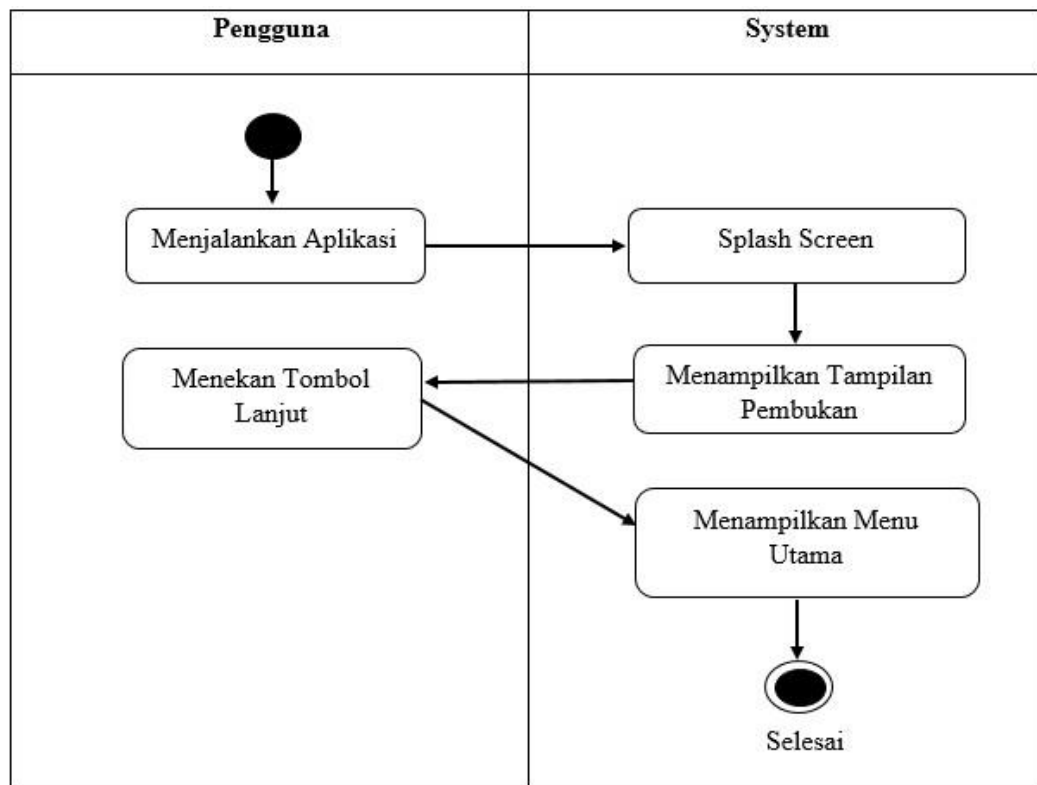 Pengguna
System
Menjalankan Aplikasi
Splash Screen
Menekan Tombol
Lanjut
Menampilkan Tampilan
Pembukan
Menampilkan Menu
Utama
Selesai